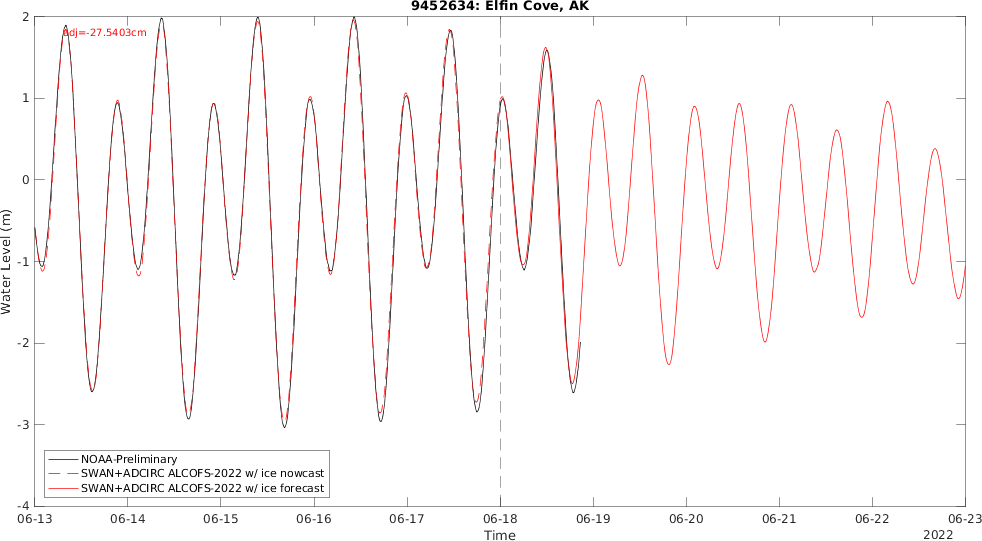 9452634: Elfin Cove, AK
Adj=-27.5403cm
2
1
0
-1
-2
-3
-4
Water Level (m)
NOAA-Preliminary
SWAN+ADCIRC ALCOFS-2022 w/ ice nowcast
SWAN+ADCIRC ALCOFS-2022 w/ ice forecast
06-13 06-14 06-15 06-16 06-17 06-18 06-19 06-20 06-21 06-22 06-23
Time
2022